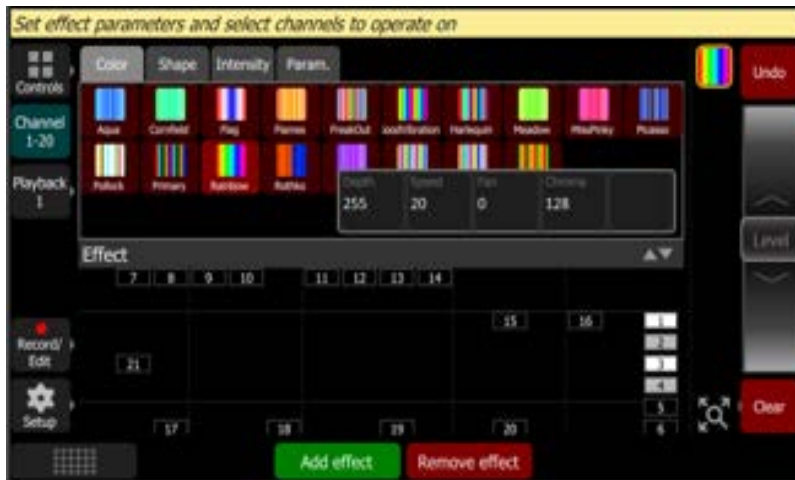 Set effect parameters and select channels to operate on
Controls
Color Shape Intensity Param.
Undo
Channel
1-20
Aqua Cornfield Flag Flames FreakOut Harlequin Meadow MissPinky Picasso
Playback
1
Pollock Primary Rainbow Rothko
Depth Speed Fan Chroma
255 20 0 128
Level
Effect
7 8 9 10 11 12 13 14
15 16 1
2
Record/
Edit
21 3
4
Setup
5
17 18 19 20 6
Clear
Add effect Remove effect